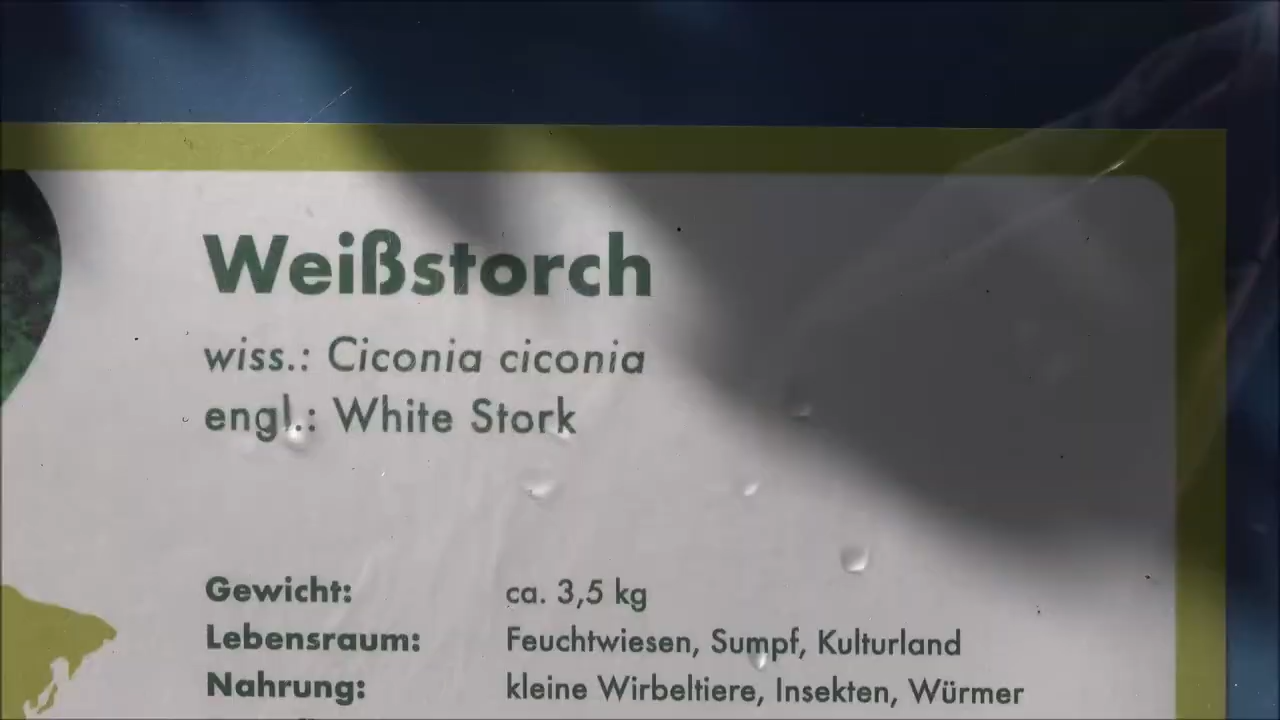 Weißstorch
wiss.: Ciconia ciconia
engl.: White Stork
Gewicht: ca. 3,5 kg
Lebensraum: Feuchtwiesen, Sumpf, Kulturland
Nahrung: kleine Wirbeltiere, Insekten, Würmer